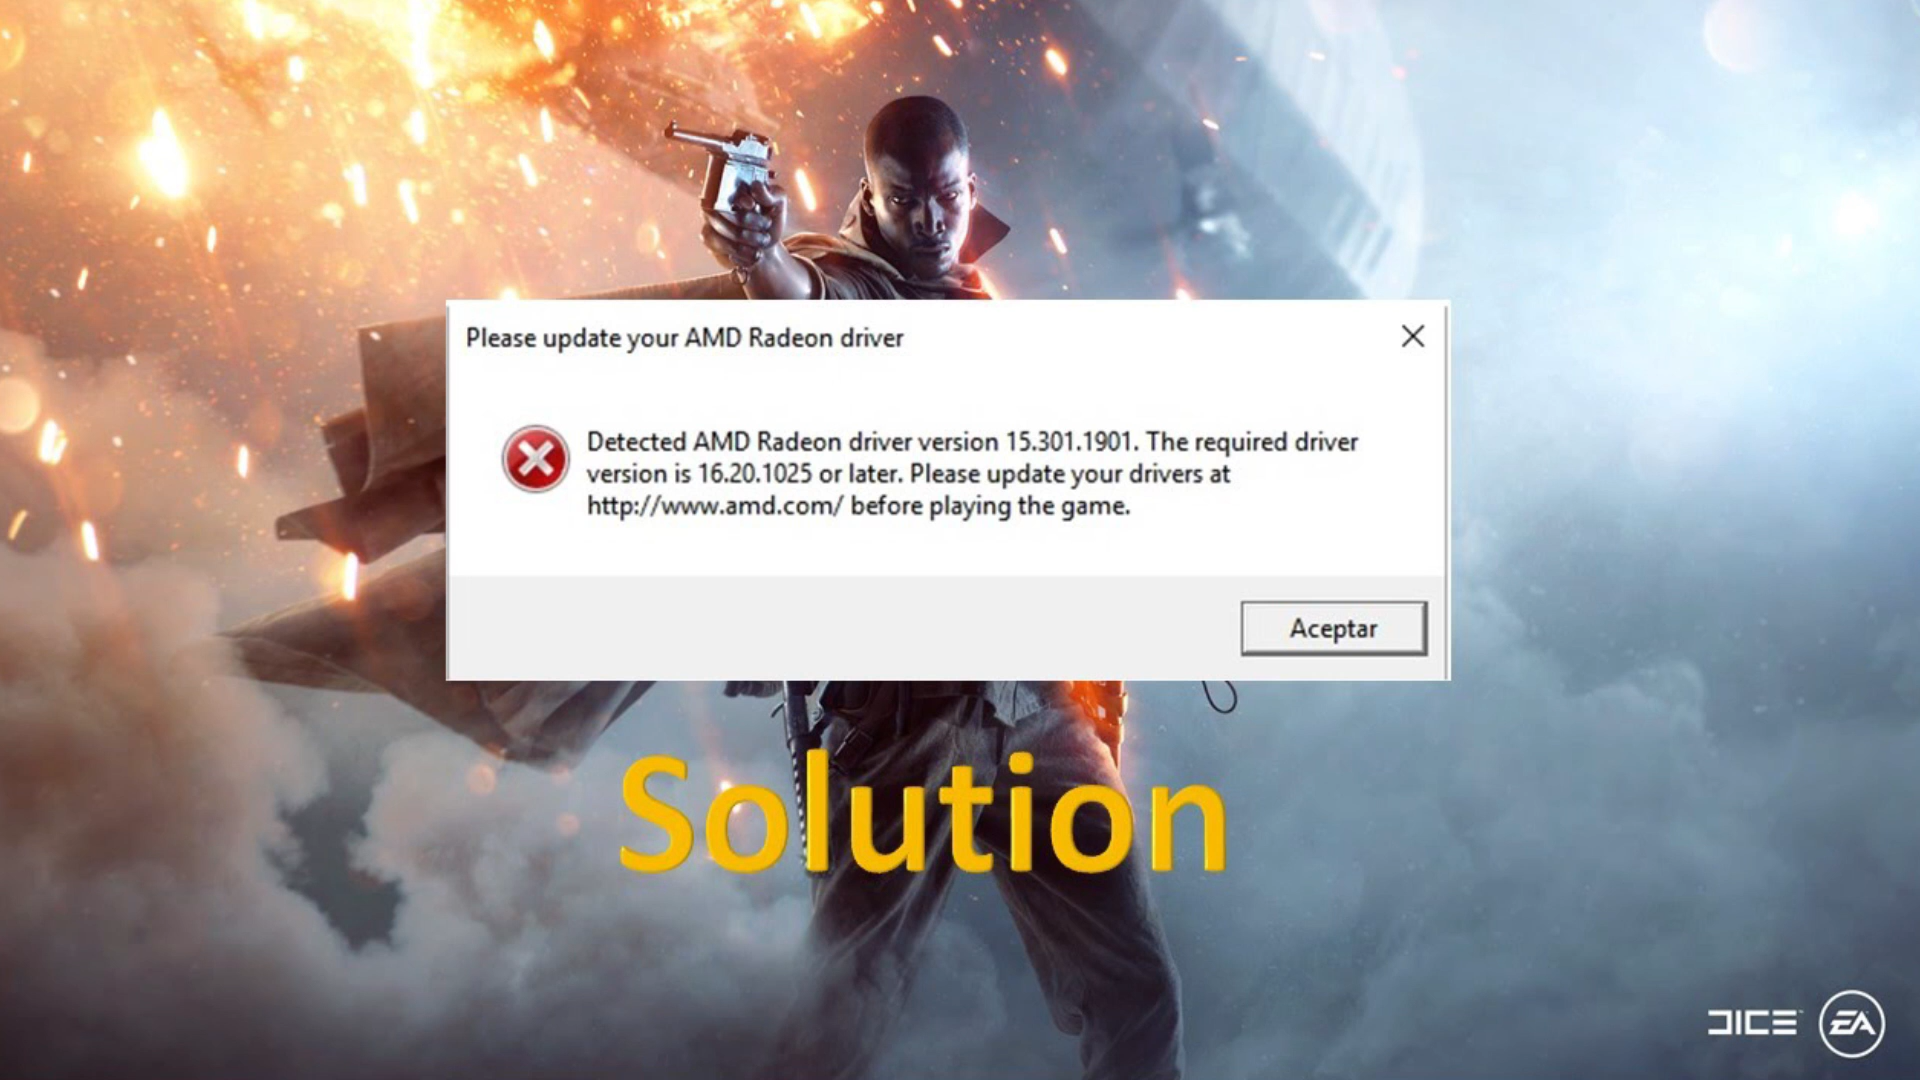 Please update your AMD Radeon driver
Detected AMD Radeon driver version 15.301.1901. The required driver
version is 16.20.1025 or later. Please update your drivers at
http://www.amd.com/ before playing the game.
Aceptar
Solution
DICE EA